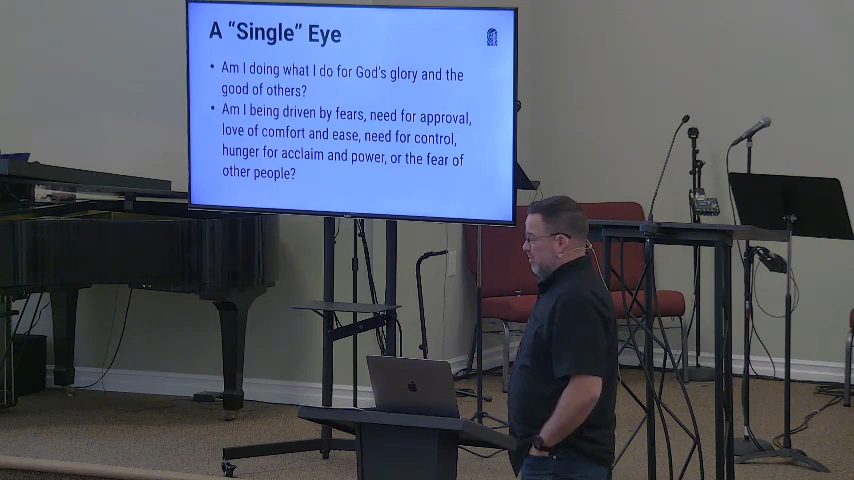 A “Single” Eye
• Am I doing what I do for God's glory and the
good of others?
• Am I being driven by fears, need for approval,
love of comfort and ease, need for control,
hunger for acclaim and power, or the fear of
other people?